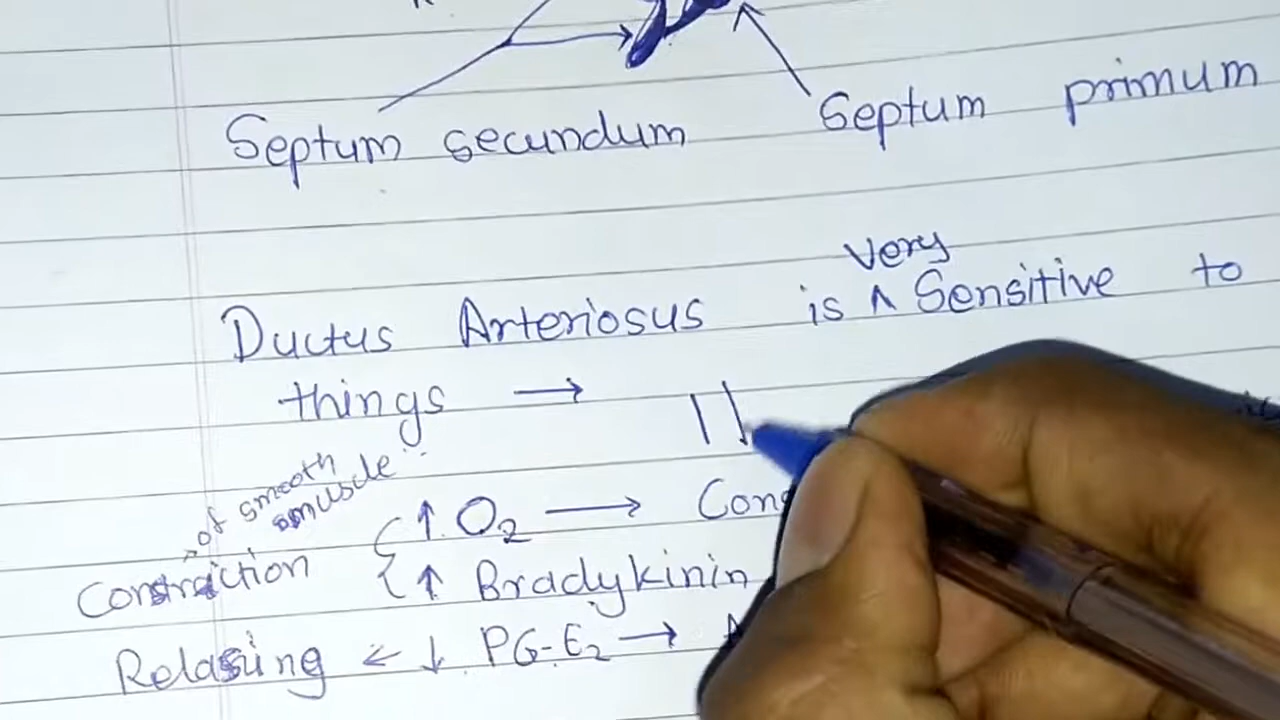 Septum secundum
Septum primum
very
Ductus Arteriosus is ^ Sensitive to
things →
of smooth
muscle
↑ O₂ → Con
Constraction
↑ Bradykinin
Relaxing ← ↓ PG-E₂ →